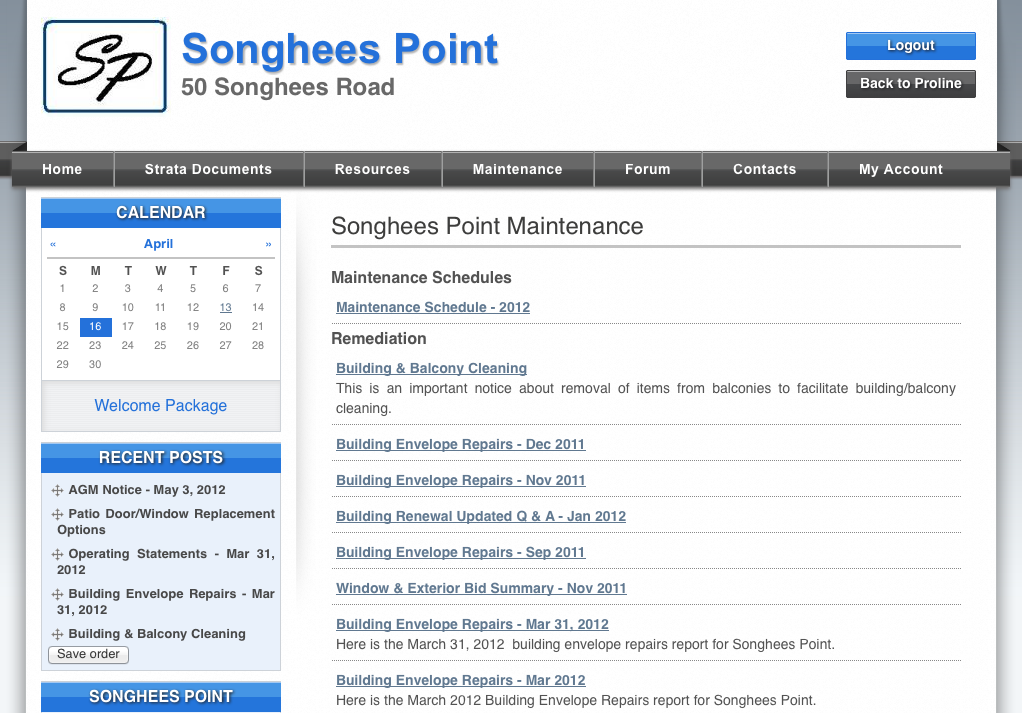 SP
Songhees Point
50 Songhees Road
Logout
Back to Proline
Home Strata Documents Resources Maintenance Forum Contacts My Account
CALENDAR
« April »
S M T W T F S
1 2 3 4 5 6 7
8 9 10 11 12 13 14
15 16 17 18 19 20 21
22 23 24 25 26 27 28
29 30
Welcome Package
RECENT POSTS
AGM Notice - May 3, 2012
Patio Door/Window Replacement
Options
Operating Statements - Mar 31,
2012
Building Envelope Repairs - Mar
31, 2012
Building & Balcony Cleaning
Save order
SONGHEES POINT
Songhees Point Maintenance
Maintenance Schedules
Maintenance Schedule - 2012
Remediation
Building & Balcony Cleaning
This is an important notice about removal of items from balconies to facilitate building/balcony
cleaning.
Building Envelope Repairs - Dec 2011
Building Envelope Repairs - Nov 2011
Building Renewal Updated Q & A - Jan 2012
Building Envelope Repairs - Sep 2011
Window & Exterior Bid Summary - Nov 2011
Building Envelope Repairs - Mar 31, 2012
Here is the March 31, 2012 building envelope repairs report for Songhees Point.
Building Envelope Repairs - Mar 2012
Here is the March 2012 Building Envelope Repairs report for Songhees Point.